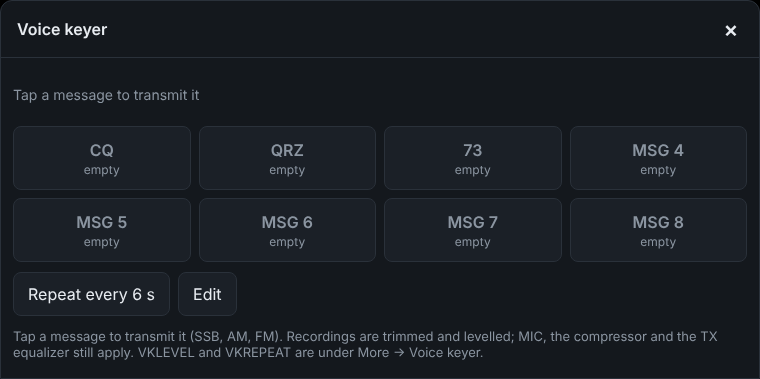 Voice keyer ×
Tap a message to transmit it
CQ QRZ 73 MSG 4
empty empty empty empty
MSG 5 MSG 6 MSG 7 MSG 8
empty empty empty empty
Repeat every 6 s Edit
Tap a message to transmit it (SSB, AM, FM). Recordings are trimmed and levelled; MIC, the compressor and the TX
equalizer still apply. VKLEVEL and VKREPEAT are under More → Voice keyer.